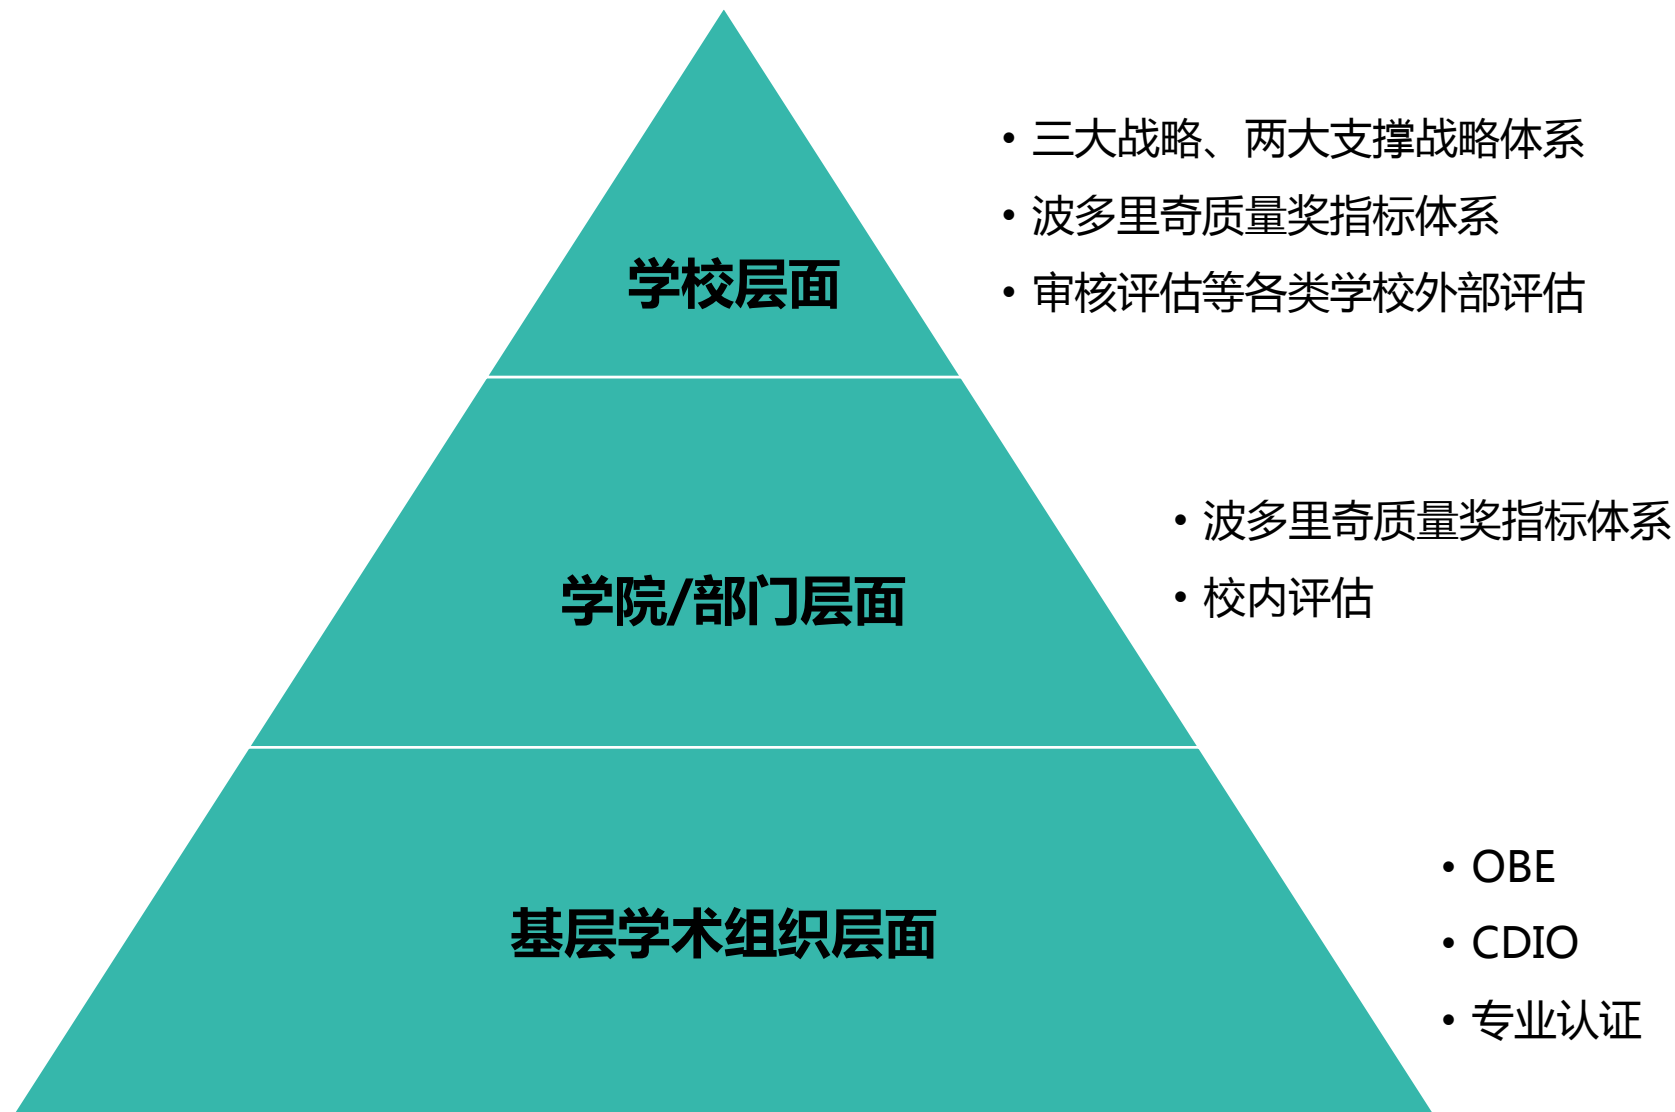 三大战略、两大支撑战略体系
波多里奇质量奖指标体系
审核评估等各类学校外部评估
学校层面
波多里奇质量奖指标体系
校内评估
学院/部门层面
OBE
CDIO
专业认证
基层学术组织层面